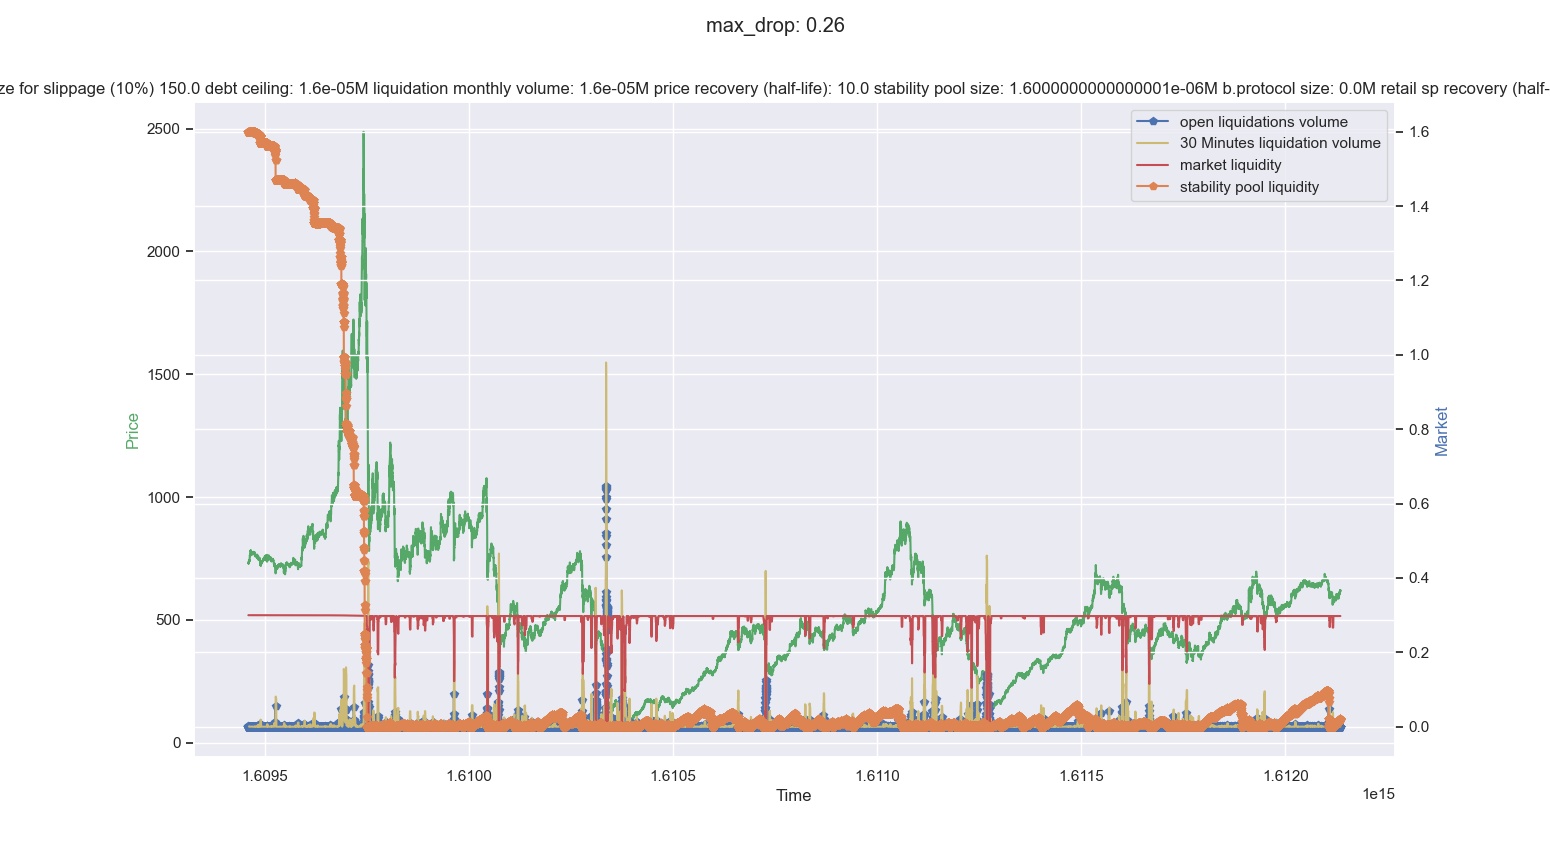 max_drop: 0.26
ze for slippage (10%) 150.0 debt ceiling: 1.6e-05M liquidation monthly volume: 1.6e-05M price recovery (half-life): 10.0 stability pool size: 1.6000000000000001e-06M b.protocol size: 0.0M retail sp recovery (half-
open liquidations volume
30 Minutes liquidation volume
market liquidity
stability pool liquidity
2500
2000
1500
1000
500
0
Price
1.6
1.4
1.2
1.0
0.8
0.6
0.4
0.2
0.0
Market
1.6095
1.6100
1.6105
1.6110
1.6115
1.6120
Time
1e15